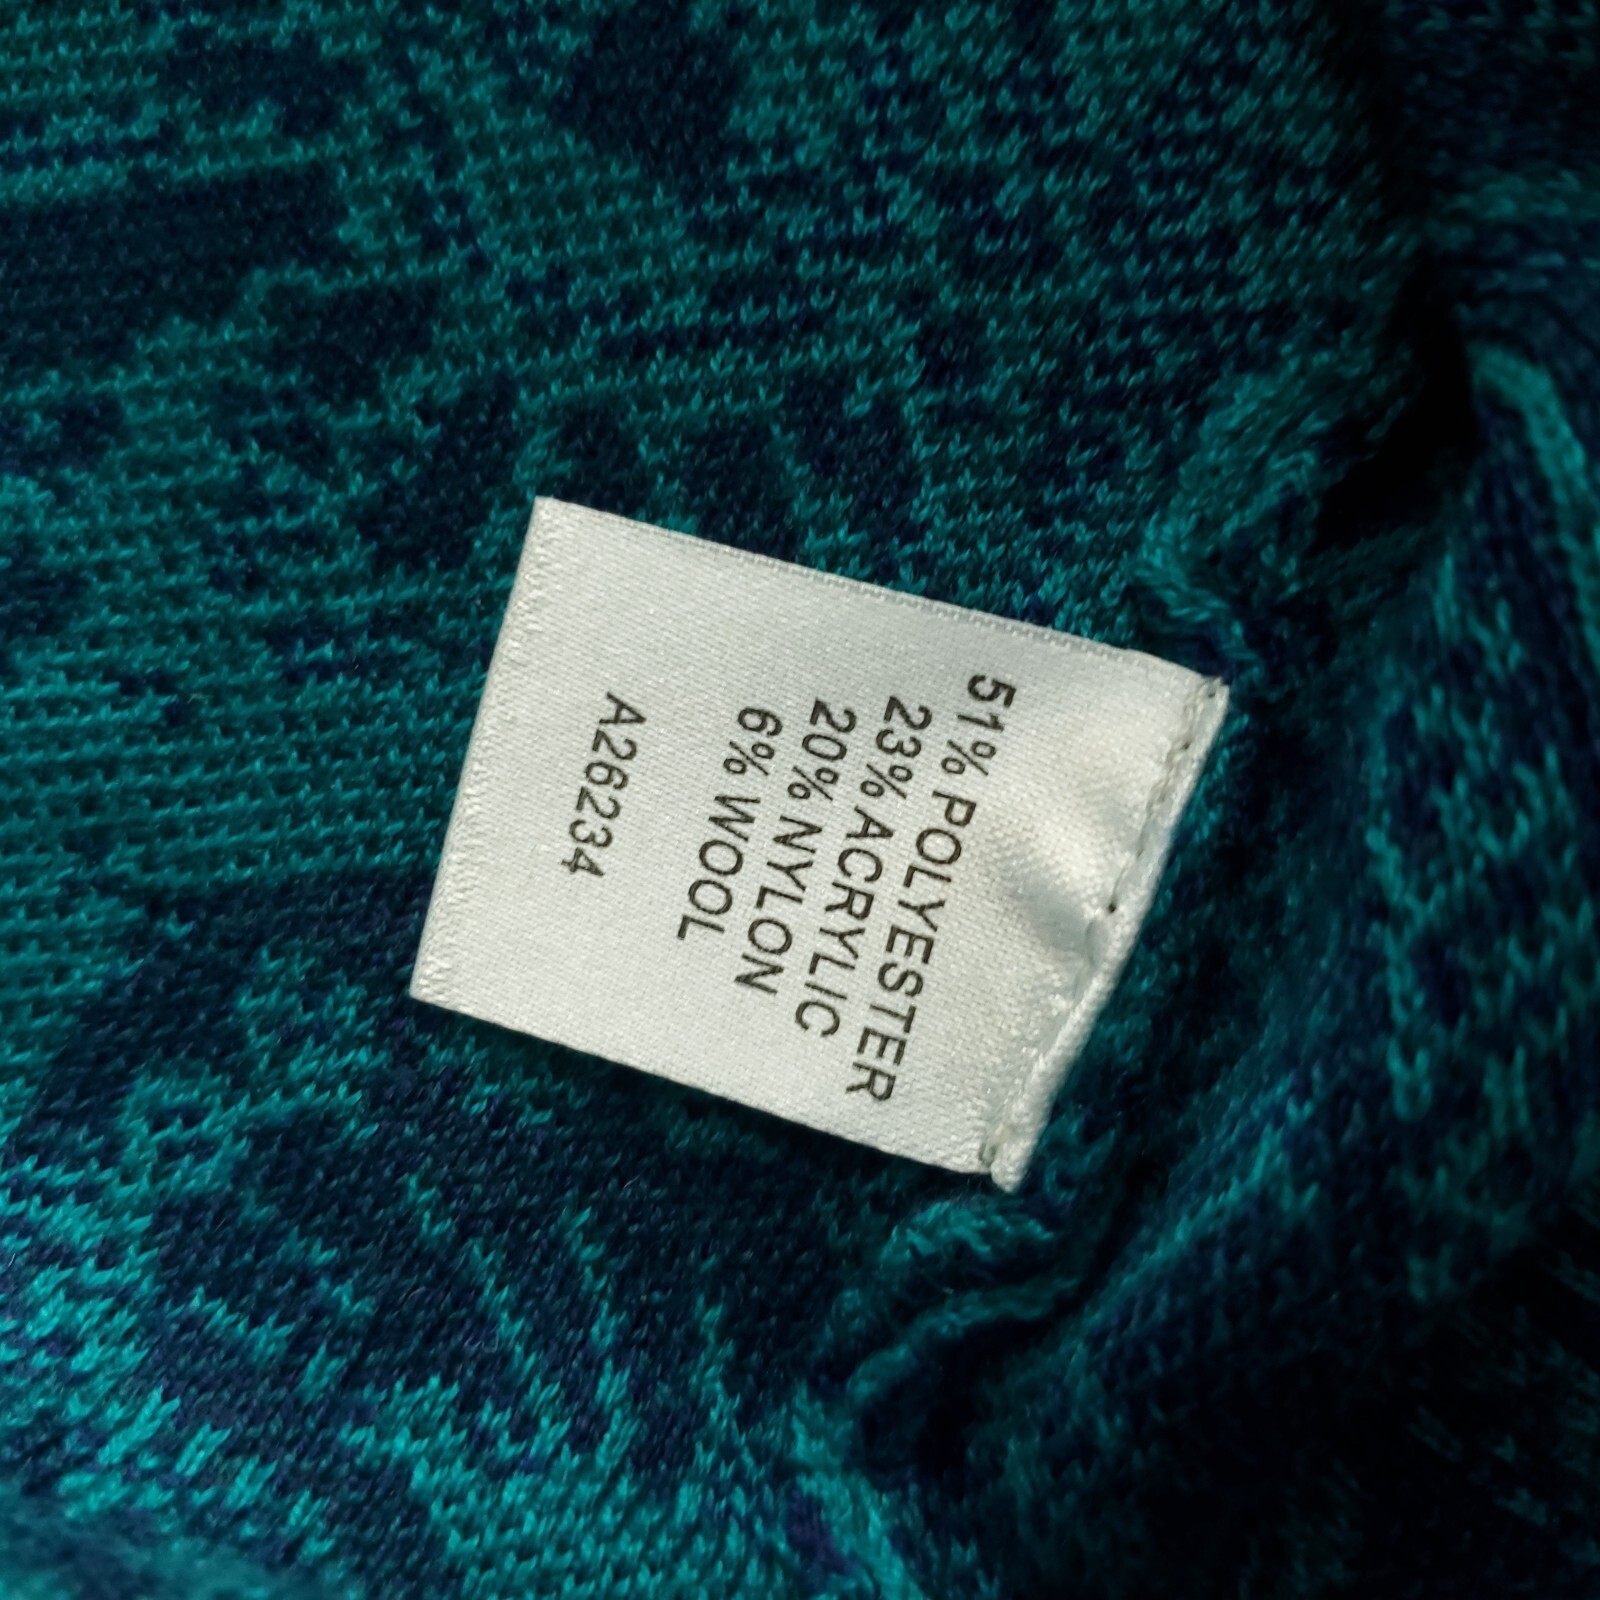 51% POLYESTER
23% ACRYLIC
20% NYLON
6% WOOL
A26234